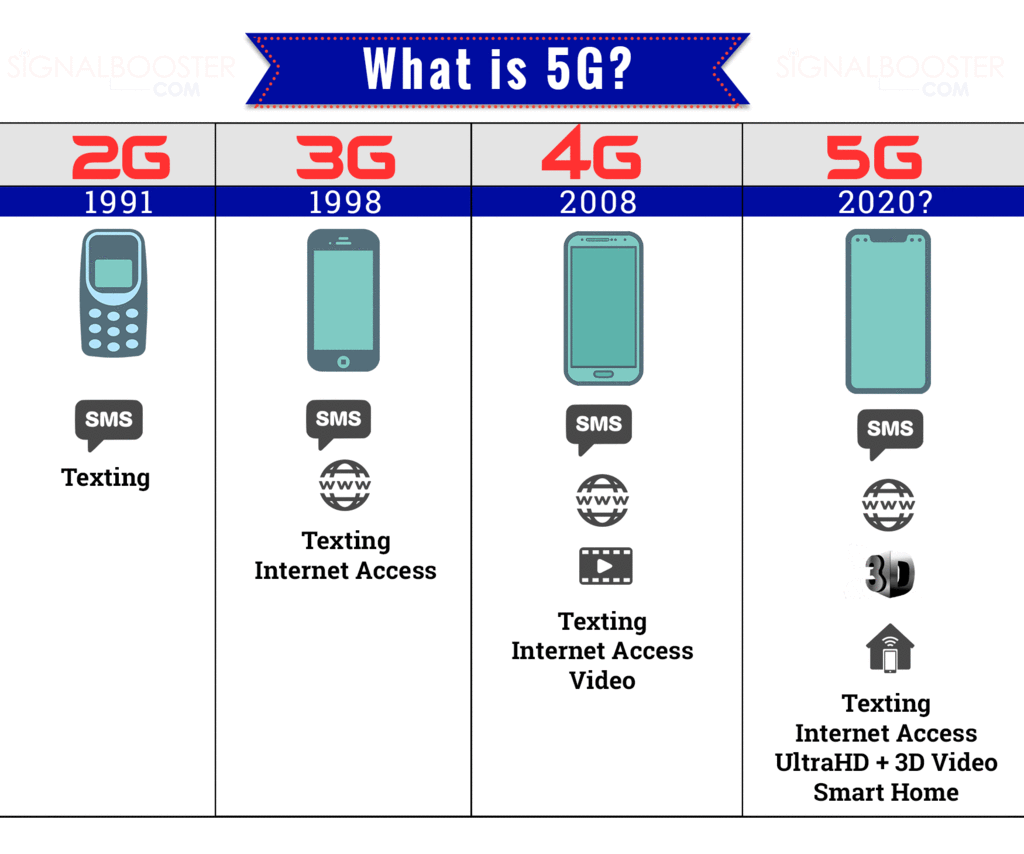 SIGNALBOOSTER
.COM
What is 5G?
SIGNALBOOSTER
.COM
2G
3G
4G
5G
1991
1998
2008
2020?
SMS
Texting
SMS
WWW
Texting
Internet Access
SMS
WWW
Texting
Internet Access
Video
SMS
WWW
3D
Texting
Internet Access
UltraHD + 3D Video
Smart Home